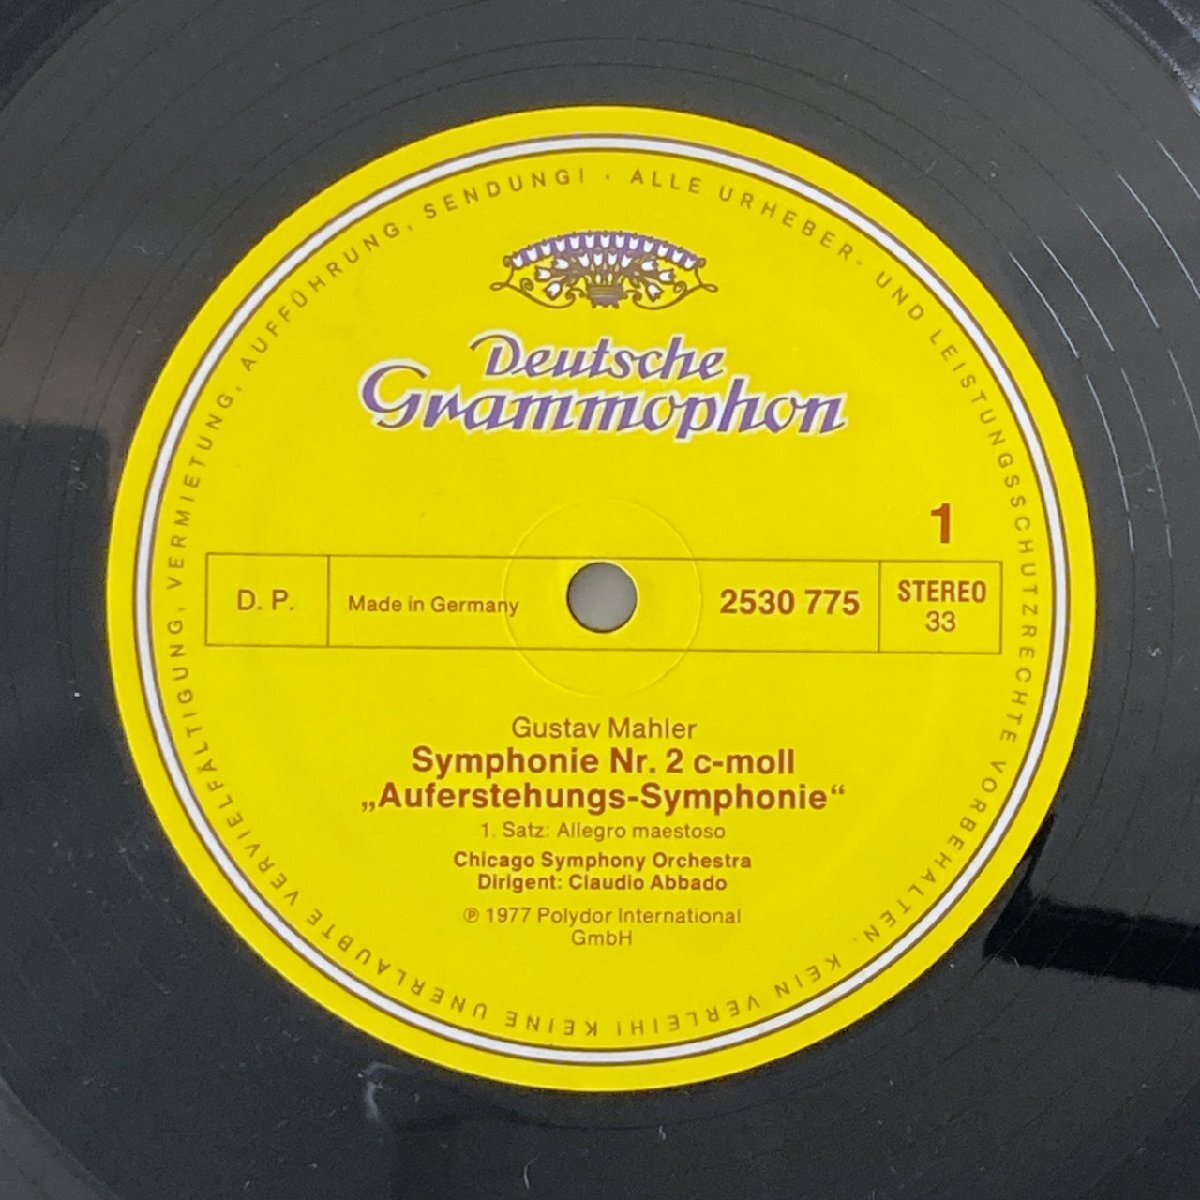 ALLE URHEBER- UND LEISTUNGSSCHUTZRECHTE VORBEHALTEN. KEIN VERLEIH! KEINE UNERLAUBTE VERVIELFÄLTIGUNG, VERMIETUNG, AUFFÜHRUNG, SENDUNG! ·
Deutsche
Grammophon
1
D. P.
Made in Germany
2530 775
STEREO
33
Gustav Mahler
Symphonie Nr. 2 c-moll
„Auferstehungs-Symphonie“
1. Satz: Allegro maestoso
Chicago Symphony Orchestra
Dirigent: Claudio Abbado
℗ 1977 Polydor International
GmbH